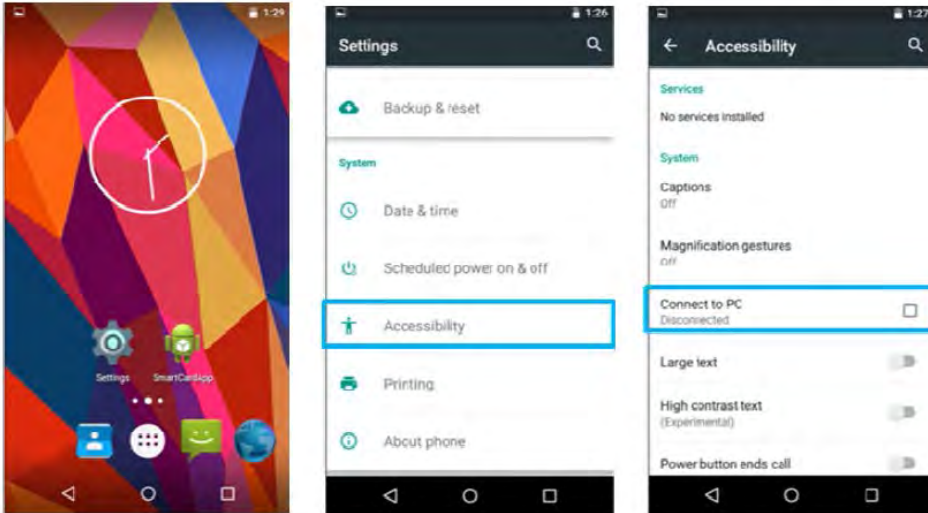 1:29
Settings
SmartCardApp
1:26
Settings
Backup & reset
System
Date & time
Scheduled power on & off
Accessibility
Printing
About phone
1:27
Accessibility
Services
No services installed
System
Captions
Off
Magnification gestures
Off
Connect to PC
Disconnected
Large text
High contrast text
(Experimental)
Power button ends call